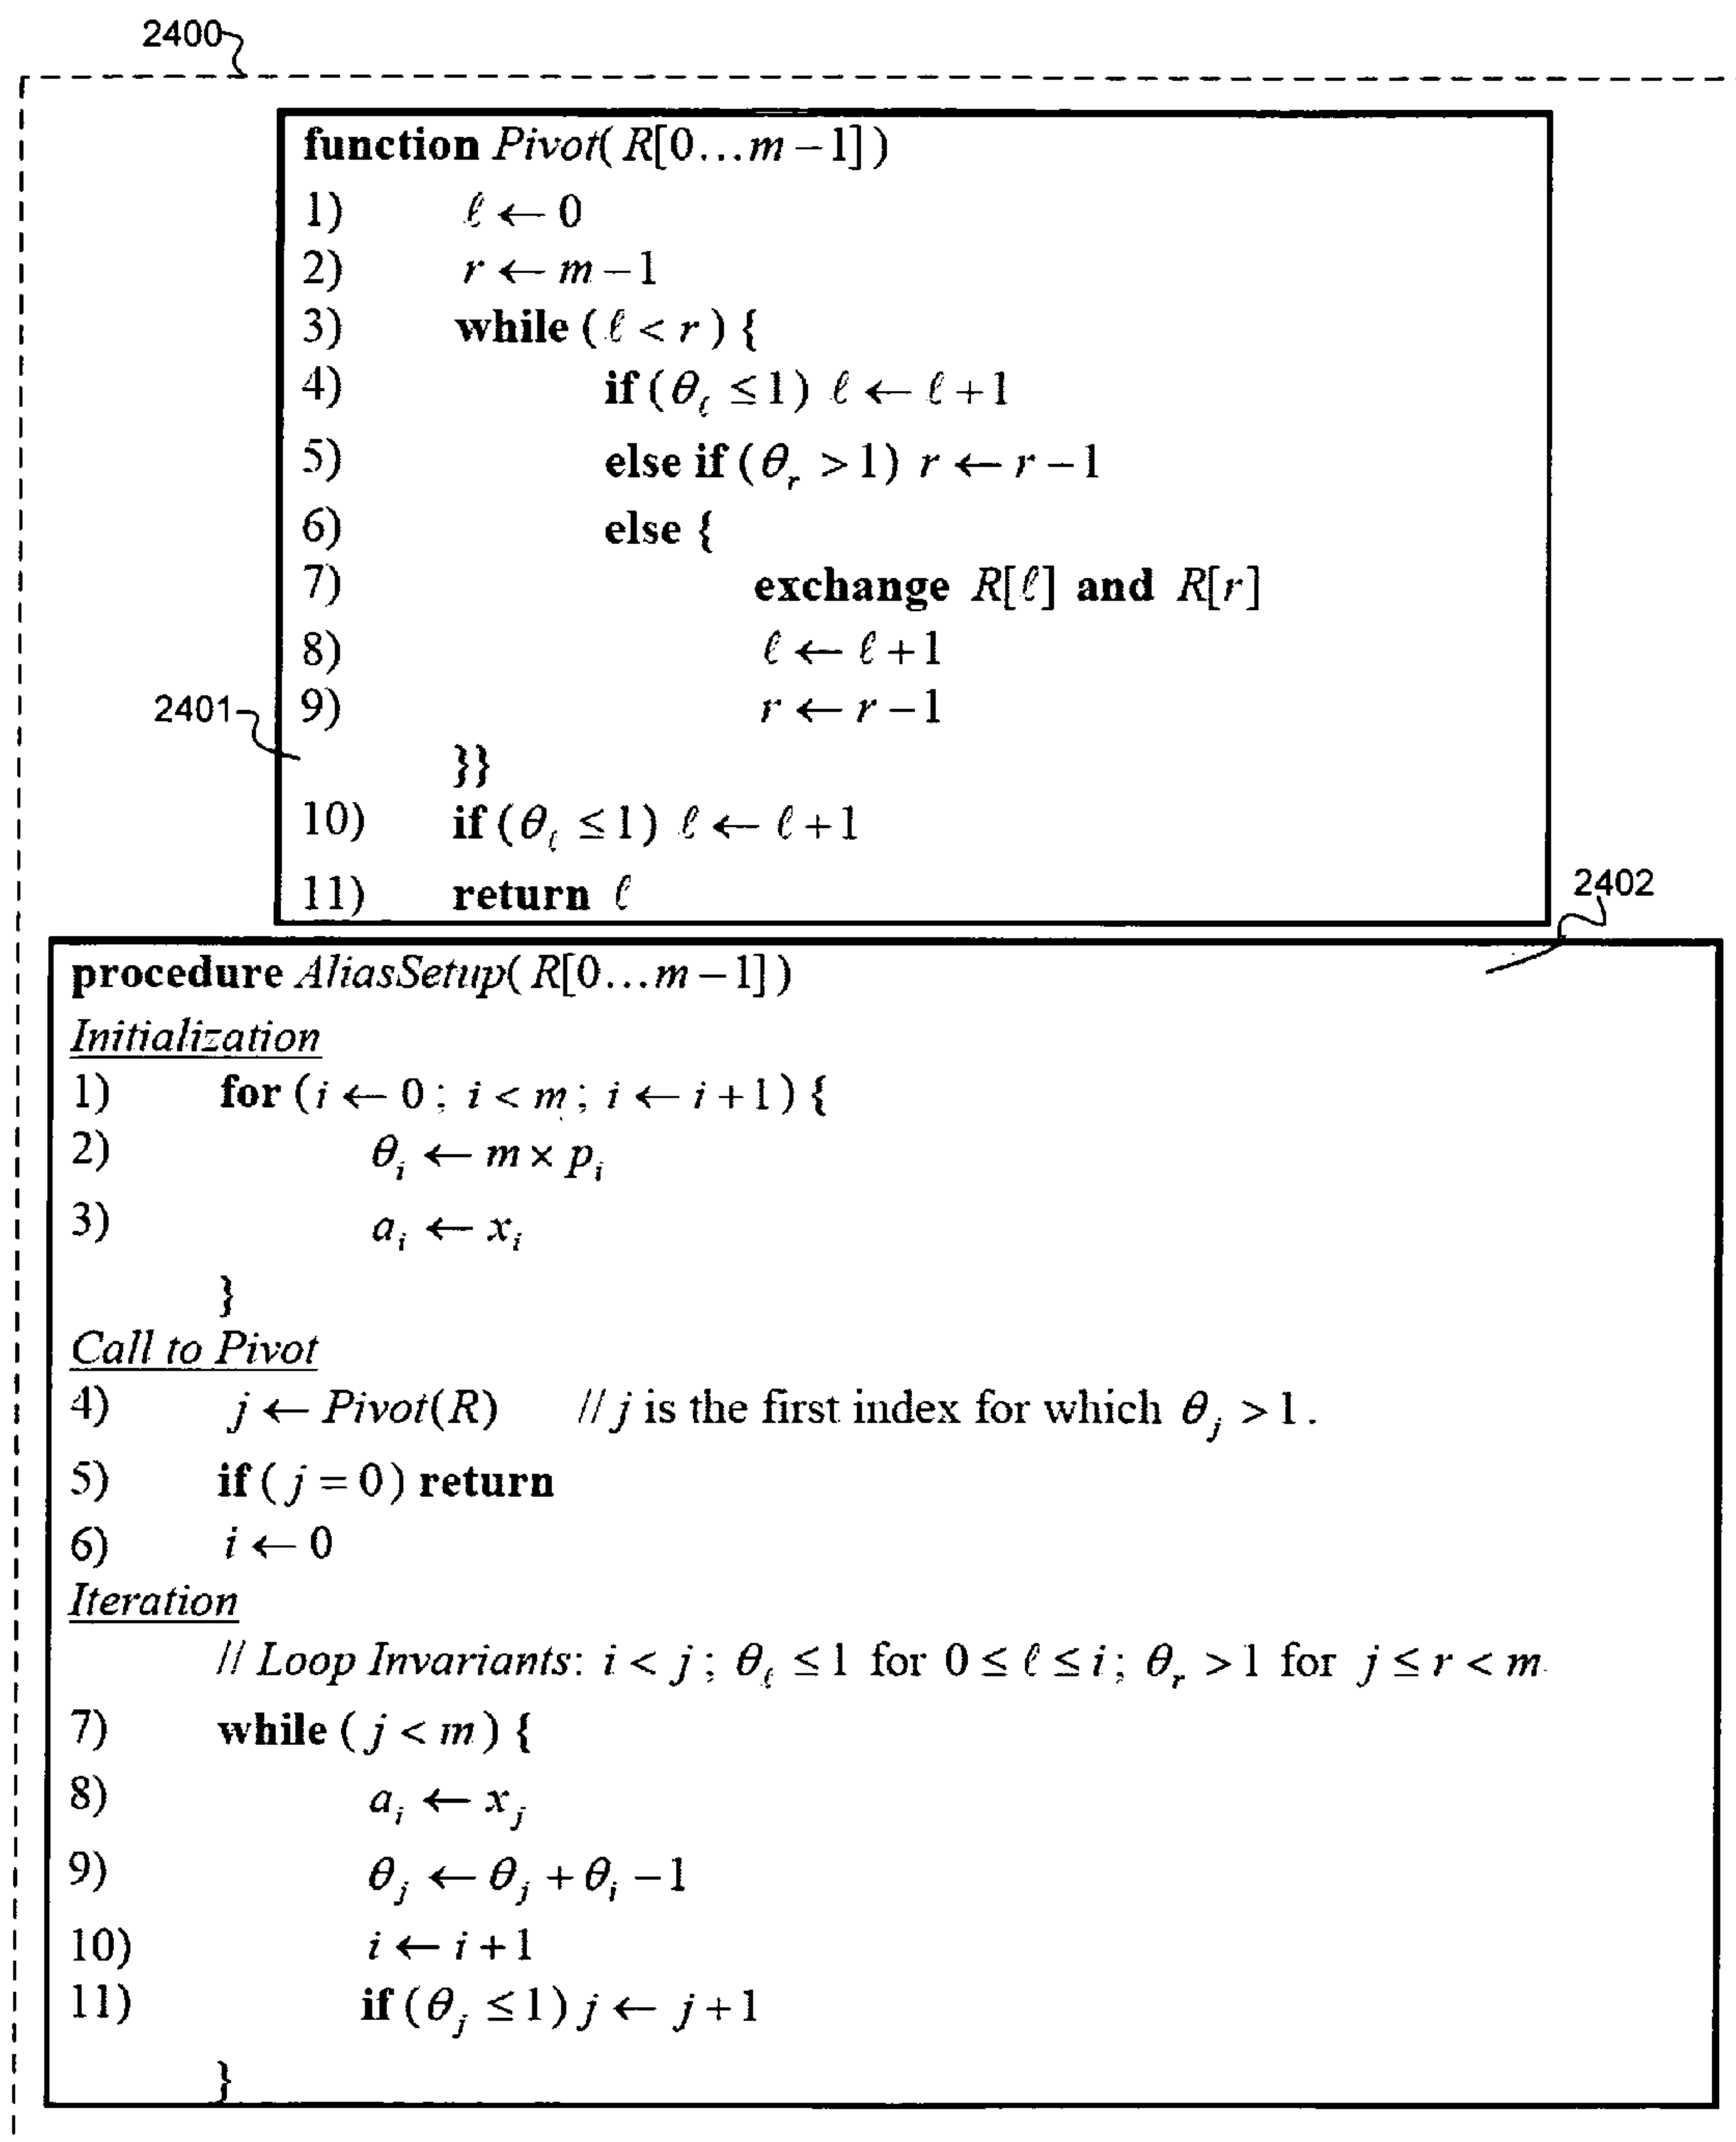 2400
function Pivot(R[0...m−1])
1) ℓ ← 0
2) r ← m−1
3) while (ℓ < r) {
4) if (θ_ℓ ≤ 1) ℓ ← ℓ+1
5) else if (θ_r > 1) r ← r−1
6) else {
7) exchange R[ℓ] and R[r]
8) ℓ ← ℓ+1
9) r ← r−1
2401
}}
10) if (θ_ℓ ≤ 1) ℓ ← ℓ+1
11) return ℓ
2402
procedure AliasSetup(R[0...m−1])
Initialization
1) for (i ← 0; i < m; i ← i+1) {
2) θ_i ← m × p_i
3) a_i ← x_i
}
Call to Pivot
4) j ← Pivot(R) // j is the first index for which θ_j > 1.
5) if (j = 0) return
6) i ← 0
Iteration
// Loop Invariants: i < j; θ_ℓ ≤ 1 for 0 ≤ ℓ ≤ i; θ_r > 1 for j ≤ r < m
7) while (j < m) {
8) a_i ← x_j
9) θ_j ← θ_j + θ_i − 1
10) i ← i+1
11) if (θ_j ≤ 1) j ← j+1
}